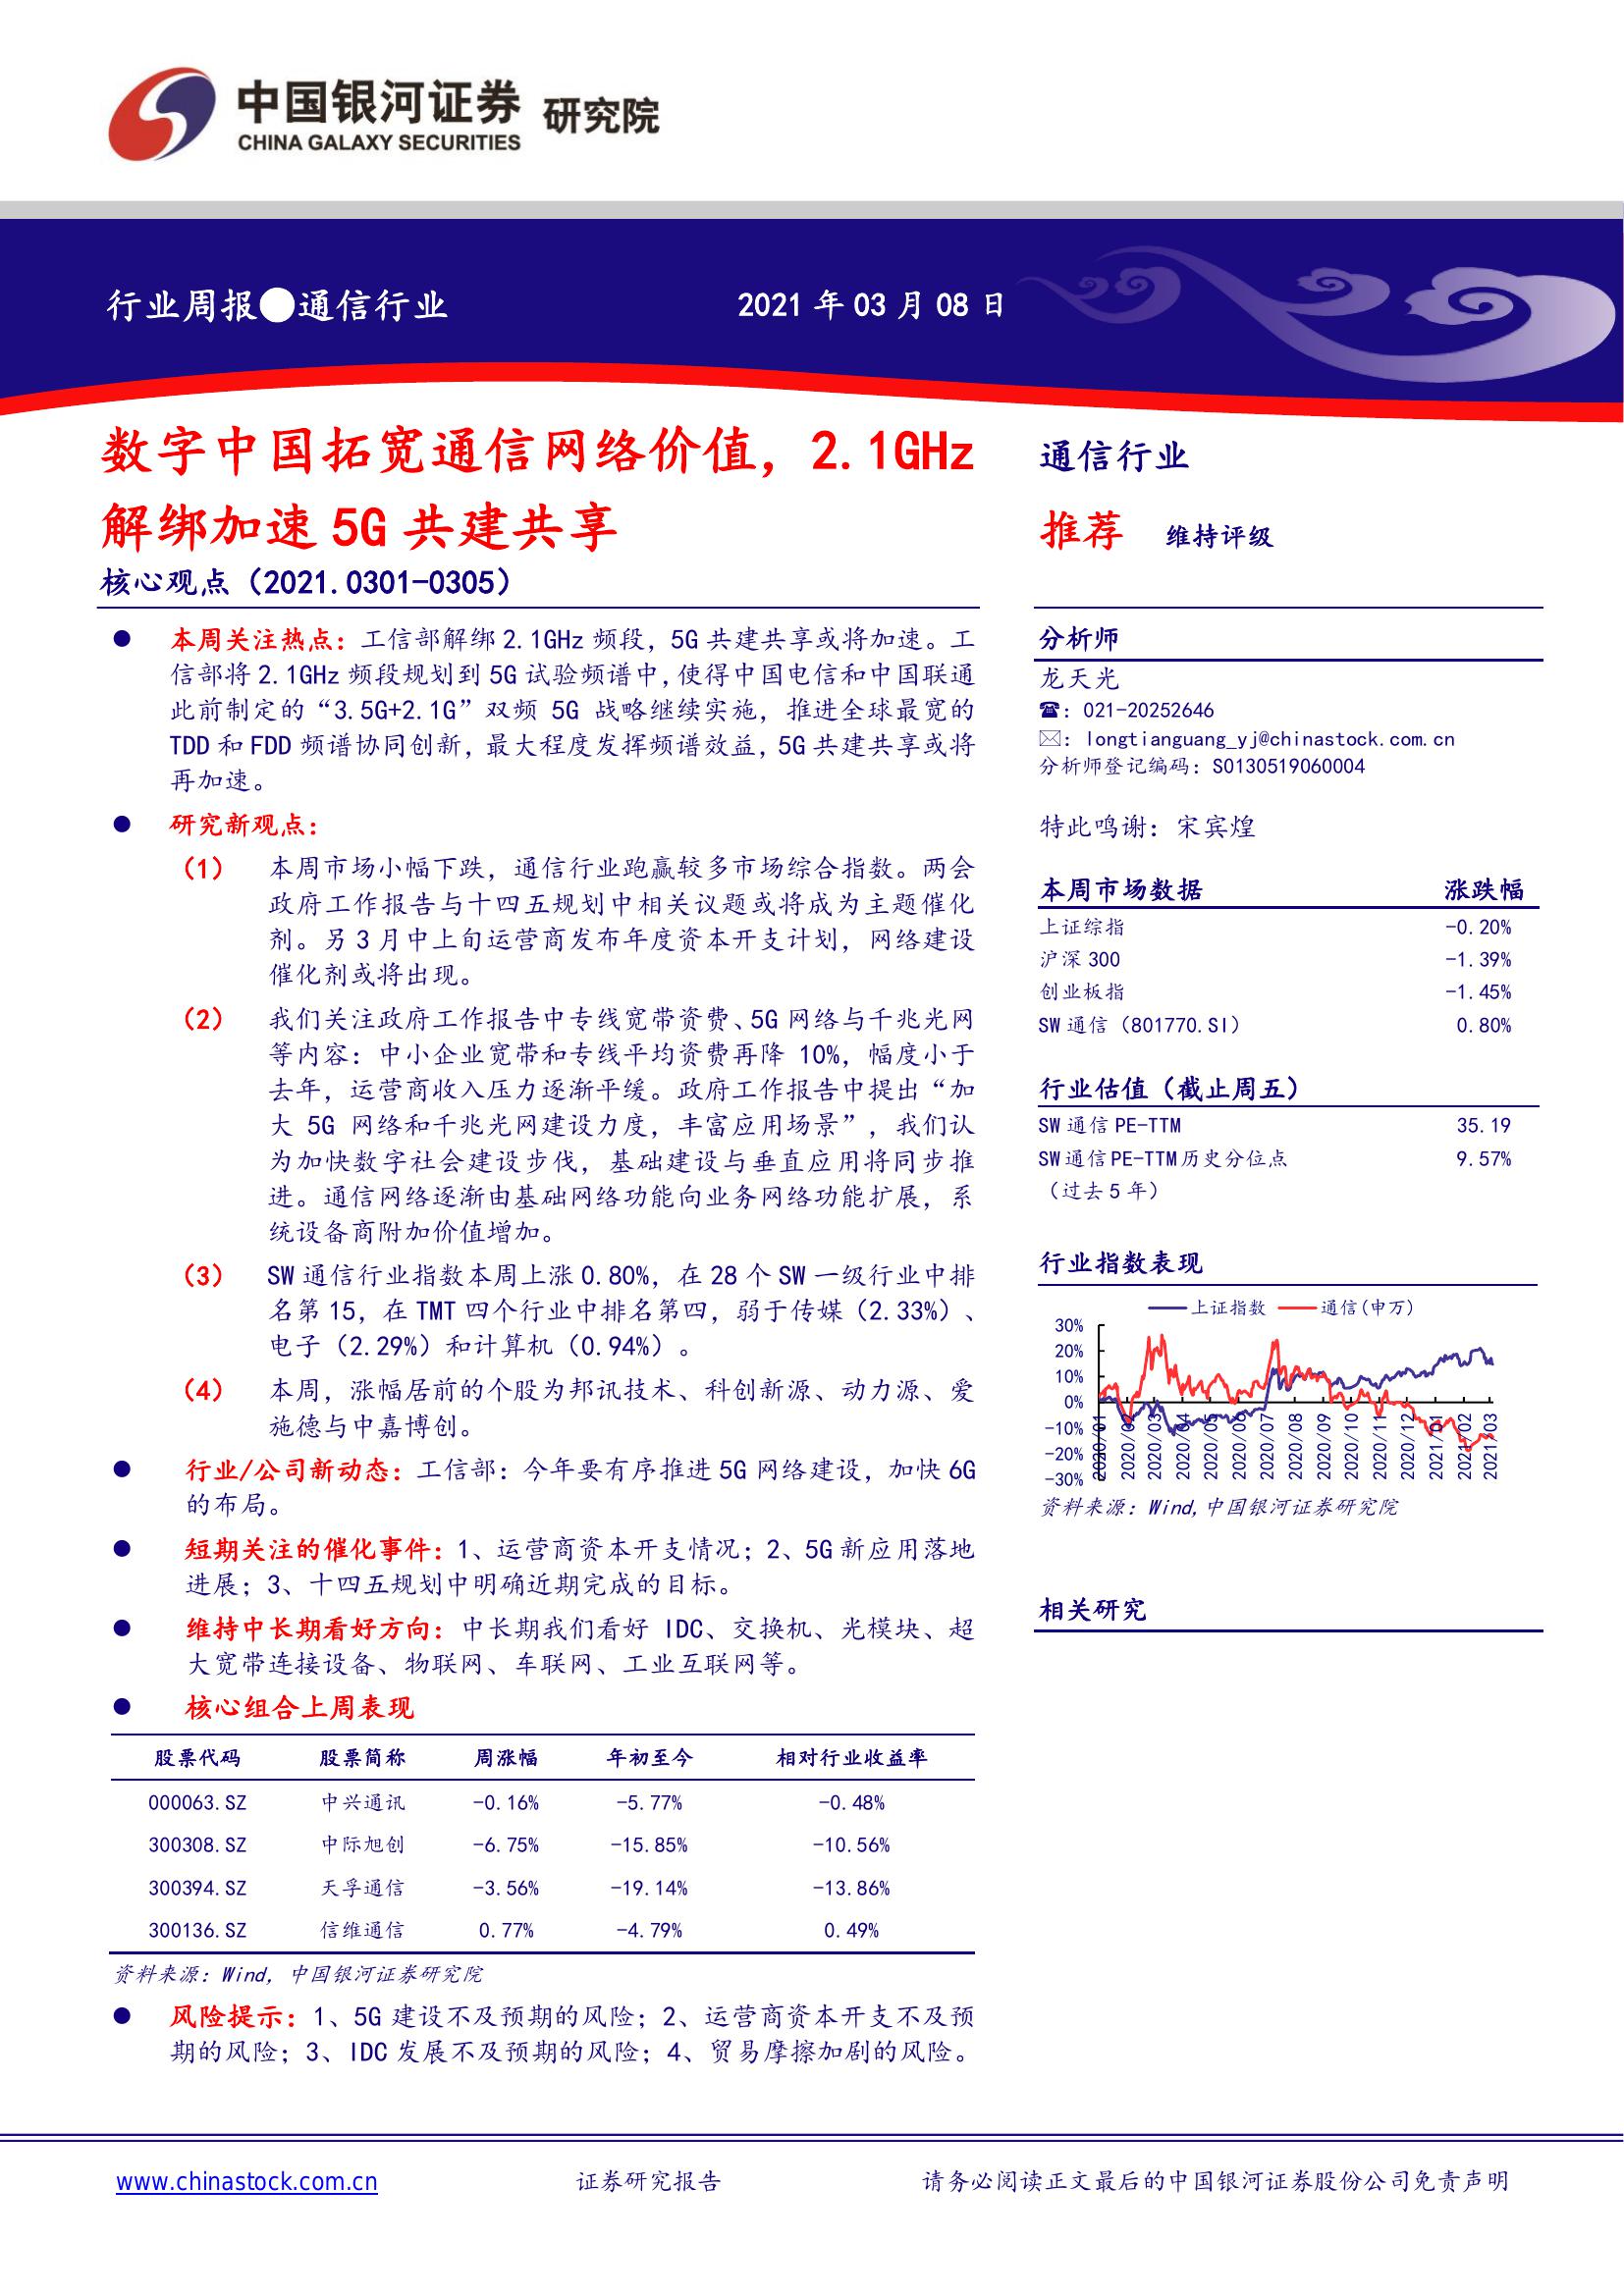 中国银河证券 研究院
CHINA GALAXY SECURITIES
行业周报●通信行业
2021 年 03 月 08 日
数字中国拓宽通信网络价值，2.1GHz
解绑加速 5G 共建共享
核心观点（2021.0301-0305）
● 本周关注热点：工信部解绑 2.1GHz 频段，5G 共建共享或将加速。工
信部将 2.1GHz 频段规划到 5G 试验频谱中,使得中国电信和中国联通
此前制定的“3.5G+2.1G”双频 5G 战略继续实施，推进全球最宽的
TDD 和 FDD 频谱协同创新，最大程度发挥频谱效益，5G 共建共享或将
再加速。
● 研究新观点：
（1） 本周市场小幅下跌，通信行业跑赢较多市场综合指数。两会
政府工作报告与十四五规划中相关议题或将成为主题催化
剂。另 3 月中上旬运营商发布年度资本开支计划，网络建设
催化剂或将出现。
（2） 我们关注政府工作报告中专线宽带资费、5G 网络与千兆光网
等内容：中小企业宽带和专线平均资费再降 10%，幅度小于
去年，运营商收入压力逐渐平缓。政府工作报告中提出“加
大 5G 网络和千兆光网建设力度，丰富应用场景”，我们认
为加快数字社会建设步伐，基础建设与垂直应用将同步推
进。通信网络逐渐由基础网络功能向业务网络功能扩展，系
统设备商附加价值增加。
（3） SW 通信行业指数本周上涨 0.80%，在 28 个 SW 一级行业中排
名第 15，在 TMT 四个行业中排名第四，弱于传媒（2.33%）、
电子（2.29%）和计算机（0.94%）。
（4） 本周，涨幅居前的个股为邦讯技术、科创新源、动力源、爱
施德与中嘉博创。
● 行业/公司新动态：工信部：今年要有序推进 5G 网络建设，加快 6G
的布局。
● 短期关注的催化事件：1、运营商资本开支情况；2、5G 新应用落地
进展；3、十四五规划中明确近期完成的目标。
● 维持中长期看好方向：中长期我们看好 IDC、交换机、光模块、超
大宽带连接设备、物联网、车联网、工业互联网等。
● 核心组合上周表现
股票代码 股票简称 周涨幅 年初至今 相对行业收益率
000063.SZ 中兴通讯 -0.16% -5.77% -0.48%
300308.SZ 中际旭创 -6.75% -15.85% -10.56%
300394.SZ 天孚通信 -3.56% -19.14% -13.86%
300136.SZ 信维通信 0.77% -4.79% 0.49%
资料来源：Wind，中国银河证券研究院
● 风险提示：1、5G 建设不及预期的风险；2、运营商资本开支不及预
期的风险；3、IDC 发展不及预期的风险；4、贸易摩擦加剧的风险。
通信行业
推荐 维持评级
分析师
龙天光
☎：021-20252646
✉：longtianguang_yj@chinastock.com.cn
分析师登记编码：S0130519060004
特此鸣谢：宋宾煌
本周市场数据 涨跌幅
上证综指 -0.20%
沪深 300 -1.39%
创业板指 -1.45%
SW 通信（801770.SI） 0.80%
行业估值（截止周五）
SW 通信 PE-TTM 35.19
SW 通信 PE-TTM 历史分位点 9.57%
（过去 5 年）
行业指数表现
上证指数 通信(申万)
30%
20%
10%
0%
-10%
-20%
-30%
2020/01 2020/02 2020/03 2020/04 2020/05 2020/06 2020/07 2020/08 2020/09 2020/10 2020/11 2020/12 2021/01 2021/02 2021/03
资料来源：Wind,中国银河证券研究院
相关研究
www.chinastock.com.cn
证券研究报告
请务必阅读正文最后的中国银河证券股份公司免责声明